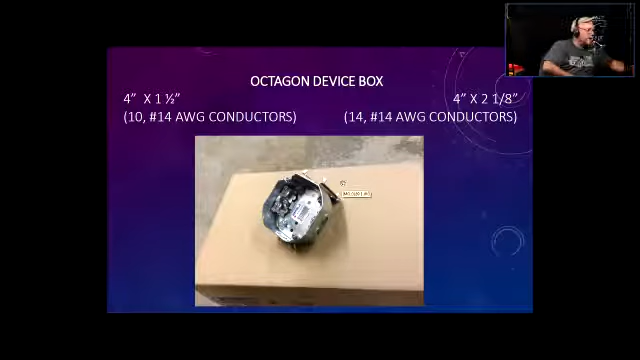 OCTAGON DEVICE BOX
4” X 1 ½”
4” X 2 1/8”
(10, #14 AWG CONDUCTORS)
(14, #14 AWG CONDUCTORS)